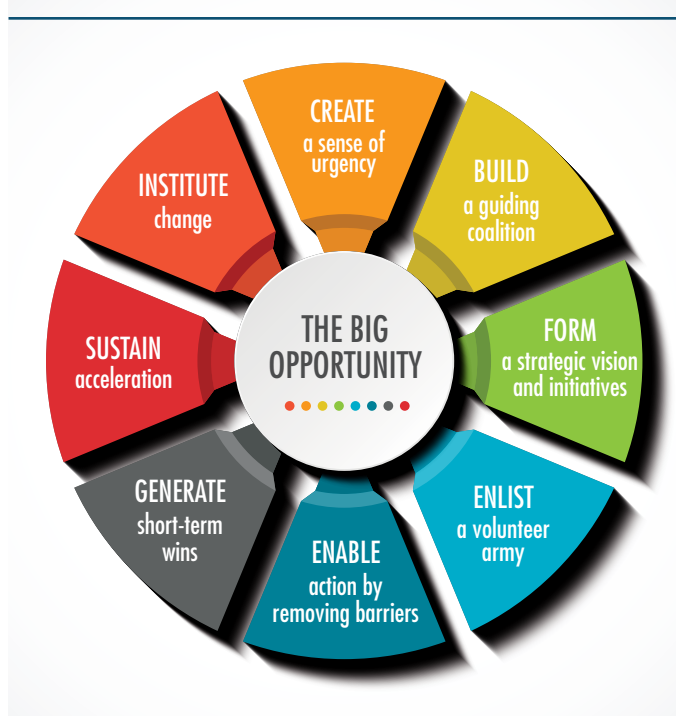 CREATE
a sense of
urgency
BUILD
a guiding
coalition
FORM
a strategic vision
and initiatives
ENLIST
a volunteer
army
ENABLE
action by
removing barriers
GENERATE
short-term
wins
SUSTAIN
acceleration
INSTITUTE
change
THE BIG
OPPORTUNITY